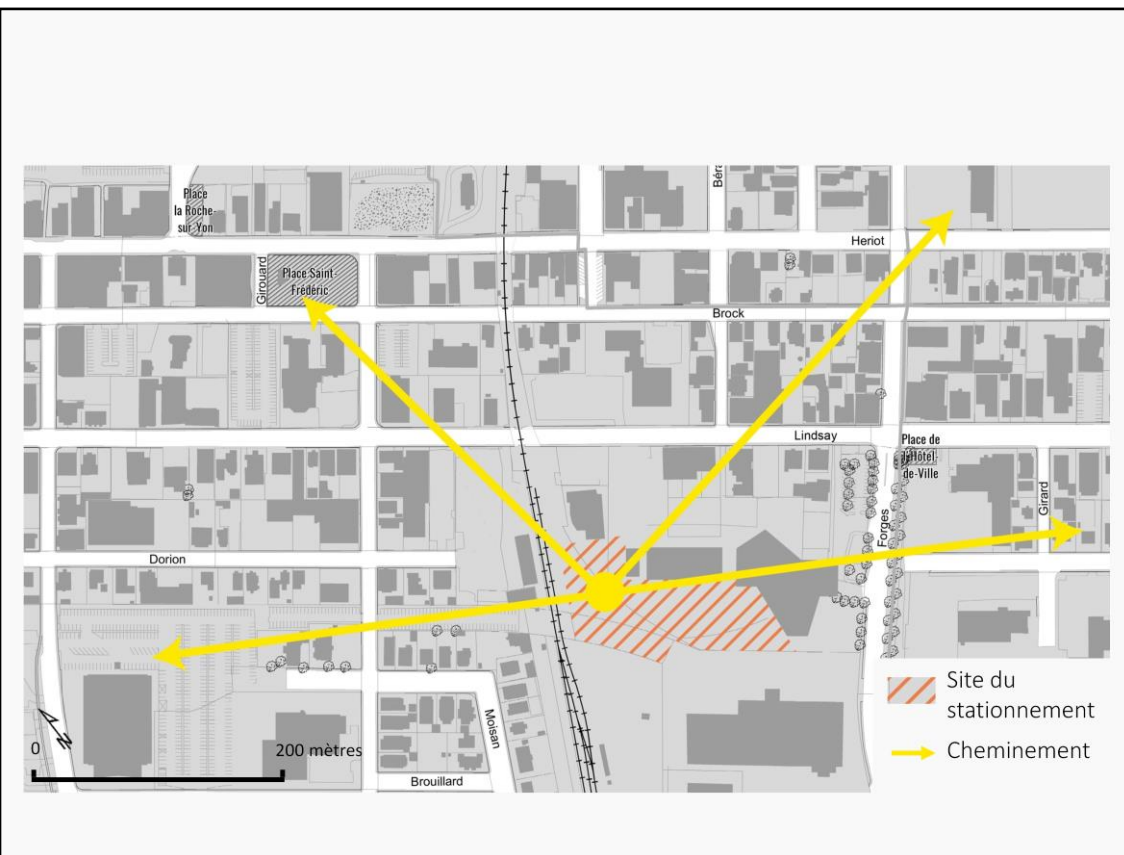 Béra
Place
la Roche-
sur-Yon
Heriot
Girouard
Place Saint-
Frédéric
Brock
Lindsay
Place de
l'Hôtel-
de-Ville
Girard
Forges
Dorion
Site du
stationnement
Cheminement
Moisan
N
0
200 mètres
Brouillard